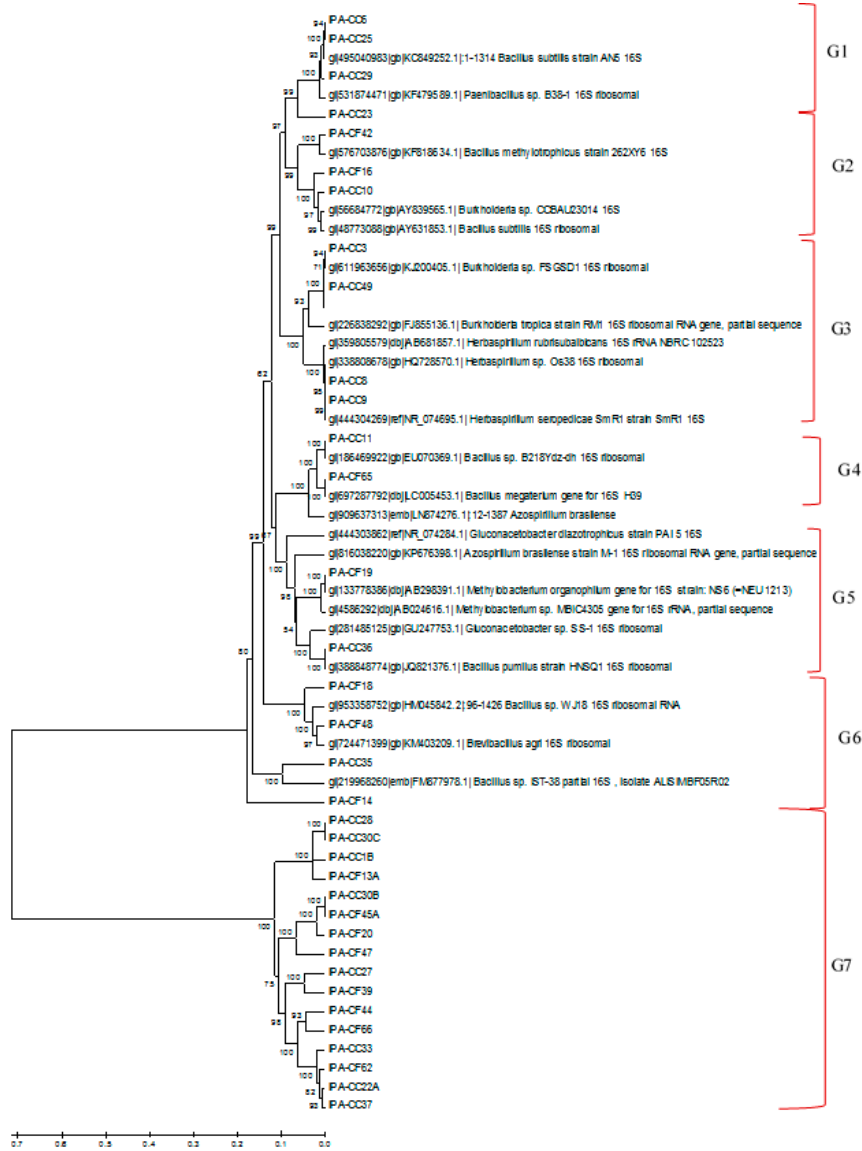 IPA-CC6
IPA-CC25
gi|495040983|gb|KC849252.1|:1-1314 Bacillus subtilis strain AN5 16S
IPA-CC29
gi|531874471|gb|KF479589.1| Paenibacillus sp. B38-1 16S ribosomal
IPA-CC23
IPA-CF42
gi|576703876|gb|KF818634.1| Bacillus methylotrophicus strain 262XY6 16S
IPA-CF16
IPA-CC10
gi|56684772|gb|AY839565.1| Burkholderia sp. CCBAU23014 16S
gi|48773088|gb|AY631853.1| Bacillus subtilis 16S ribosomal
IPA-CC3
gi|611963656|gb|KJ200405.1| Burkholderia sp. FSGSD1 16S ribosomal
IPA-CC49
gi|226838292|gb|FJ855136.1| Burkholderia tropica strain RM1 16S ribosomal RNA gene, partial sequence
gi|359805579|dbj|AB681857.1| Herbaspirillum rubrisubalbicans 16S rRNA NBRC 102523
gi|338808678|gb|HQ728570.1| Herbaspirillum sp. Os38 16S ribosomal
IPA-CC8
IPA-CC9
gi|444304269|ref|NR_074695.1| Herbaspirillum seropedicae SmR1 strain SmR1 16S
IPA-CC11
gi|186469922|gb|EU070369.1| Bacillus sp. B218Ydz-dh 16S ribosomal
IPA-CF65
gi|697287792|dbj|LC005453.1| Bacillus megaterium gene for 16S H39
gi|909637313|emb|LN874276.1|:12-1387 Azospirillum brasilense
gi|444303862|ref|NR_074284.1| Gluconacetobacter diazotrophicus strain PAl 5 16S
gi|816038220|gb|KP676398.1| Azospirillum brasilense strain M-1 16S ribosomal RNA gene, partial sequence
IPA-CF19
gi|133778386|dbj|AB298391.1| Methylobacterium organophilum gene for 16S strain: NS6 (=NEU1213)
gi|4586292|dbj|AB024616.1| Methylobacterium sp. MBIC4305 gene for 16S rRNA, partial sequence
gi|281485125|gb|GU247753.1| Gluconacetobacter sp. SS-1 16S ribosomal
IPA-CC36
gi|388848774|gb|JQ821376.1| Bacillus pumilus strain HNSQ1 16S ribosomal
IPA-CF18
gi|953358752|gb|HM045842.2|:96-1426 Bacillus sp. WJ18 16S ribosomal RNA
IPA-CF48
gi|724471399|gb|KM403209.1| Brevibacillus agri 16S ribosomal
IPA-CC35
gi|219968260|emb|FM877978.1| Bacillus sp. IST-38 partial 16S , isolate ALISIMBF05R02
IPA-CF14
IPA-CC28
IPA-CC30C
IPA-CC1B
IPA-CF13A
IPA-CC30B
IPA-CF45A
IPA-CF20
IPA-CF47
IPA-CC27
IPA-CF39
IPA-CF44
IPA-CF66
IPA-CC33
IPA-CF62
IPA-CC22A
IPA-CC37
G1
G2
G3
G4
G5
G6
G7
94
100
93
100
99
97
100
99
100
97
99
99
94
71
100
93
100
100
95
99
62
100
100
100
100
99
67
100
98
100
100
54
100
100
80
100
100
97
100
100
100
100
100
100
100
100
75
100
98
93
100
100
82
93
0.7
0.6
0.5
0.4
0.3
0.2
0.1
0.0